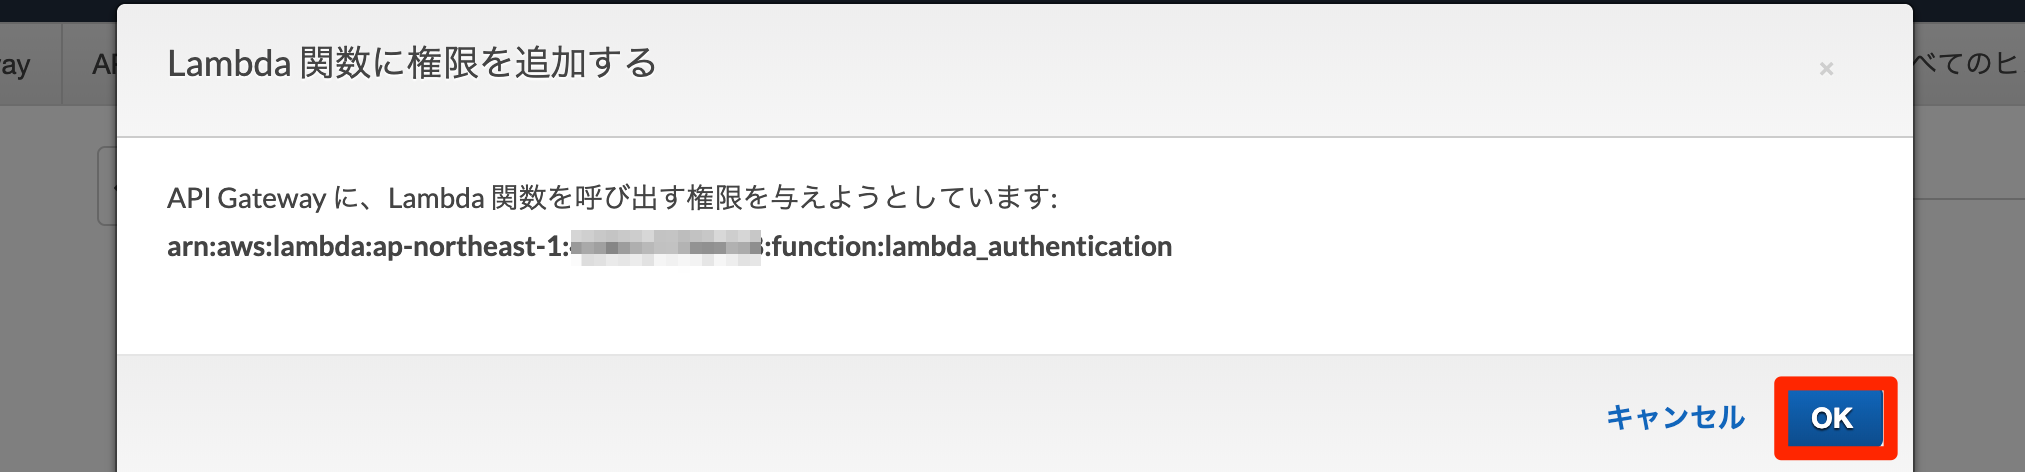 Lambda 関数に権限を追加する
×
ay
AP
べてのヒ
API Gateway に、Lambda 関数を呼び出す権限を与えようとしています:
arn:aws:lambda:ap-northeast-1: :function:lambda_authentication
キャンセル
OK